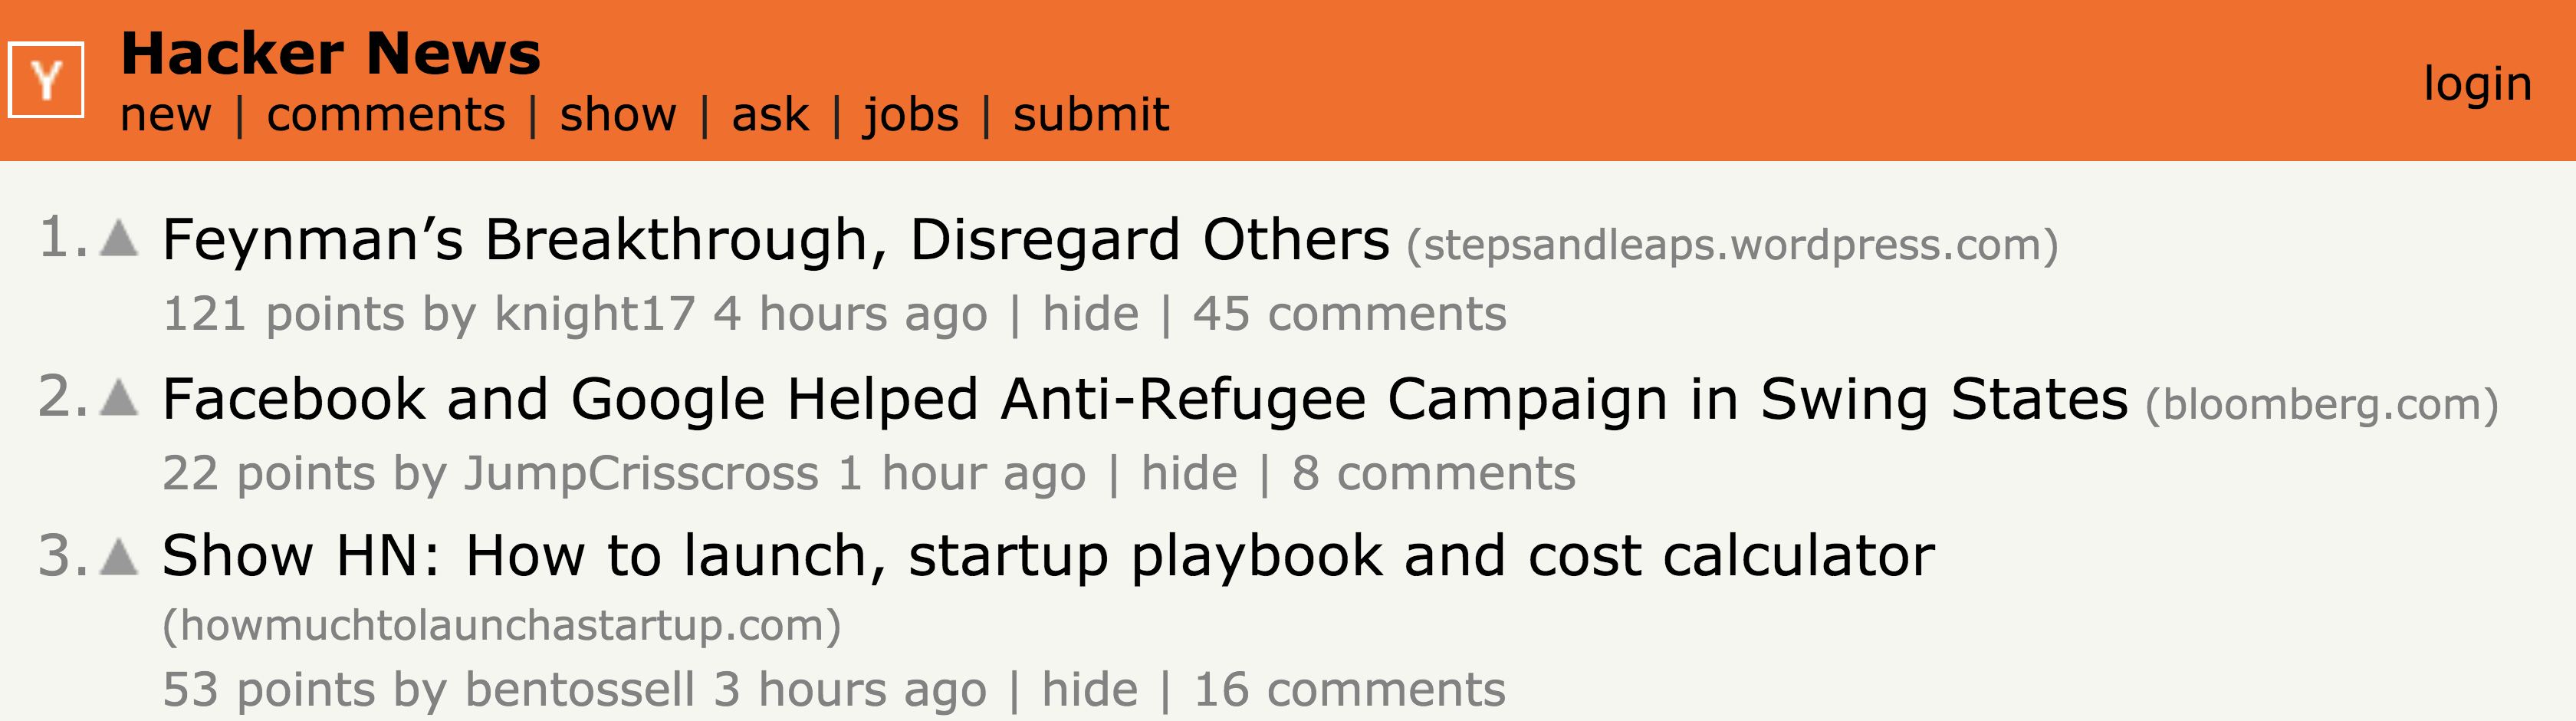 Y
Hacker News
new | comments | show | ask | jobs | submit
login
1. Feynman’s Breakthrough, Disregard Others (stepsandleaps.wordpress.com)
121 points by knight17 4 hours ago | hide | 45 comments
2. Facebook and Google Helped Anti-Refugee Campaign in Swing States (bloomberg.com)
22 points by JumpCrisscross 1 hour ago | hide | 8 comments
3. Show HN: How to launch, startup playbook and cost calculator
(howmuchtolaunchastartup.com)
53 points by bentossell 3 hours ago | hide | 16 comments